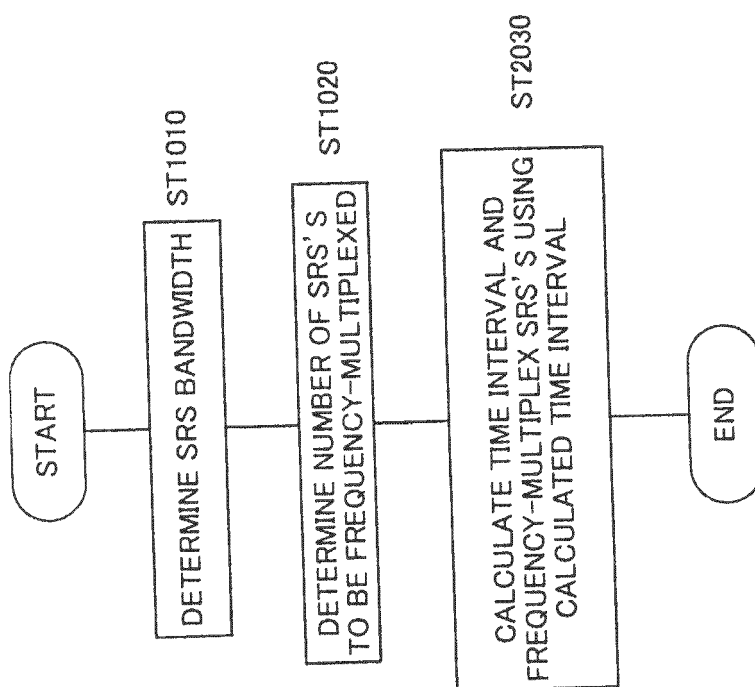 START
DETERMINE SRS BANDWIDTH
ST1010
DETERMINE NUMBER OF SRS'S
TO BE FREQUENCY-MULTIPLEXED
ST1020
CALCULATE TIME INTERVAL AND
FREQUENCY-MULTIPLEX SRS'S USING
CALCULATED TIME INTERVAL
ST2030
END